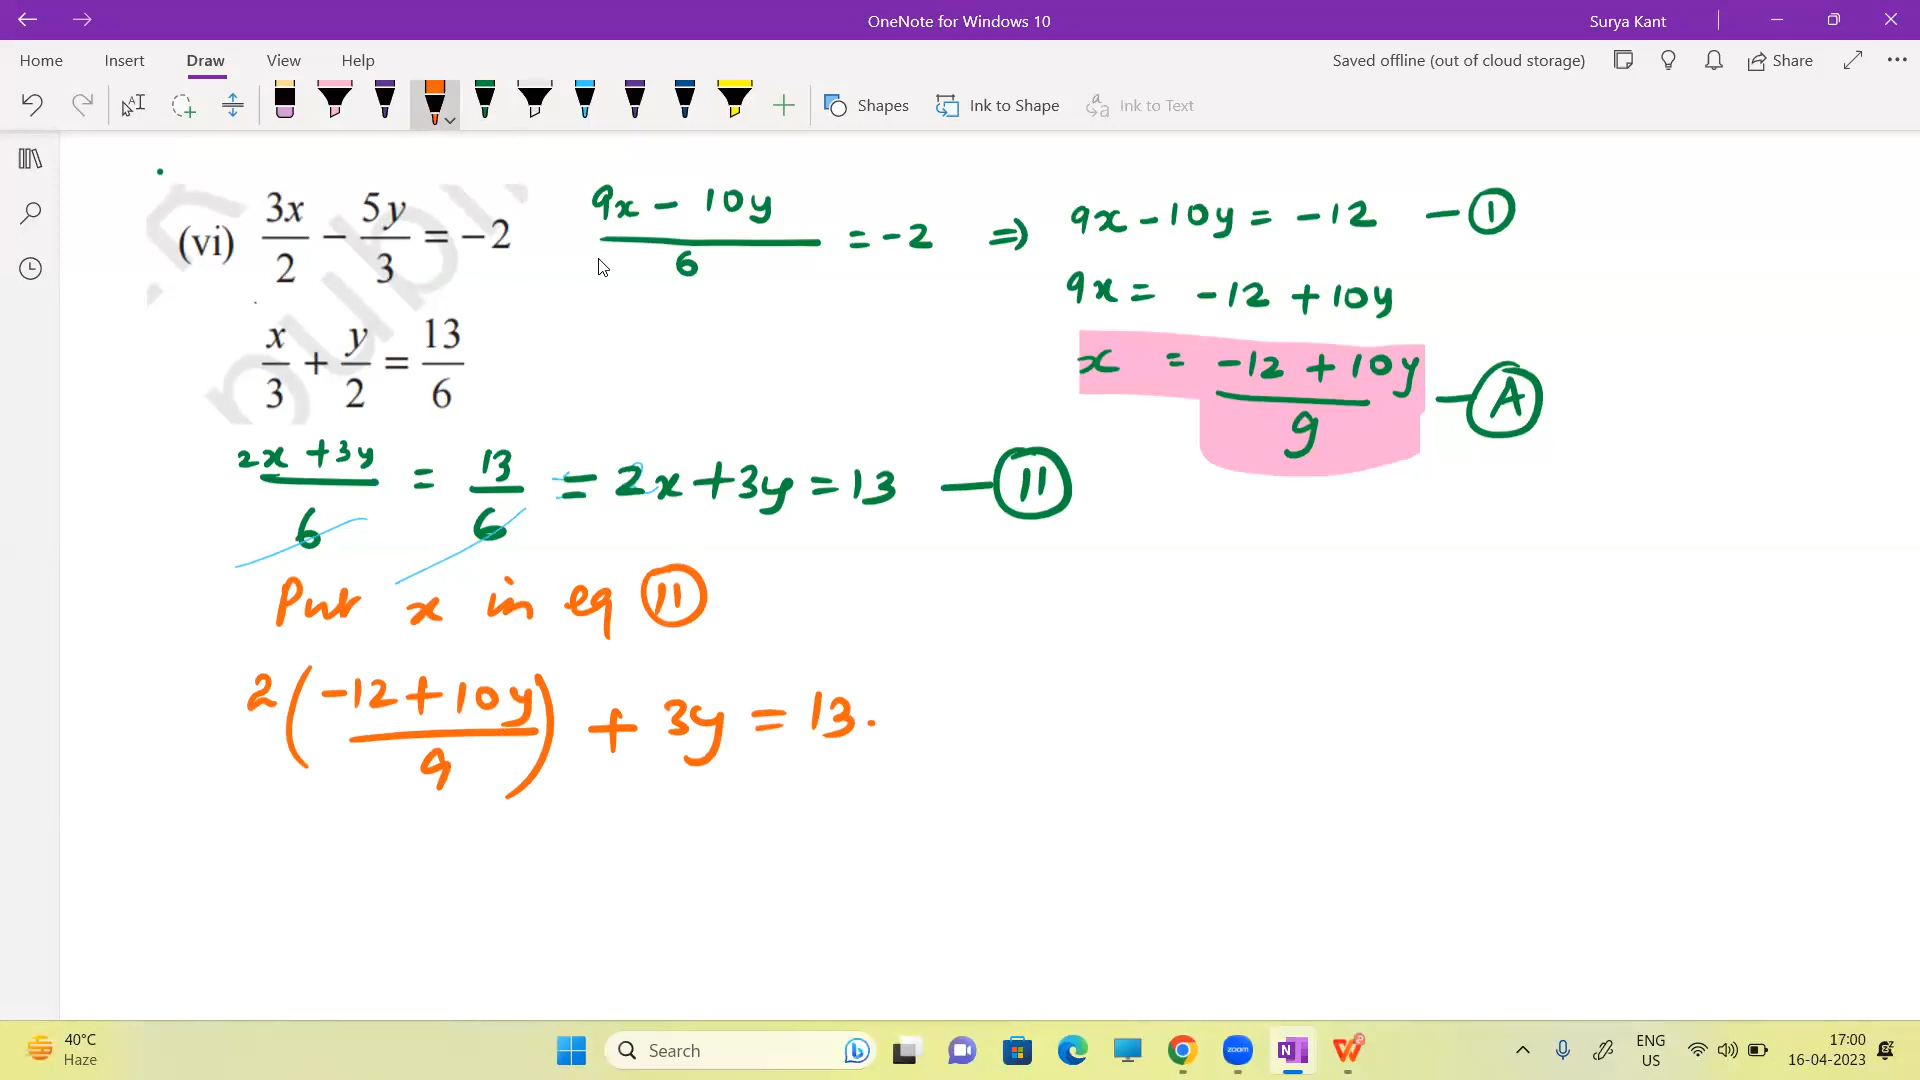 OneNote for Windows 10
Surya Kant
Home Insert Draw View Help
Saved offline (out of cloud storage)
Share
Shapes
Ink to Shape
Ink to Text
(vi) 3x/2 − 5y/3 = −2
(9x − 10y)/6 = -2 ⇒ 9x - 10y = -12 — ①
9x = -12 + 10y
x/3 + y/2 = 13/6
x = (-12 + 10y)/9 — Ⓐ
(2x + 3y)/6 = 13/6 = 2x + 3y = 13 — (II)
Put x in eq (II)
2((-12 + 10y)/9) + 3y = 13.
40°C
Haze
Search
zoom
ENG
US
17:00
16-04-2023